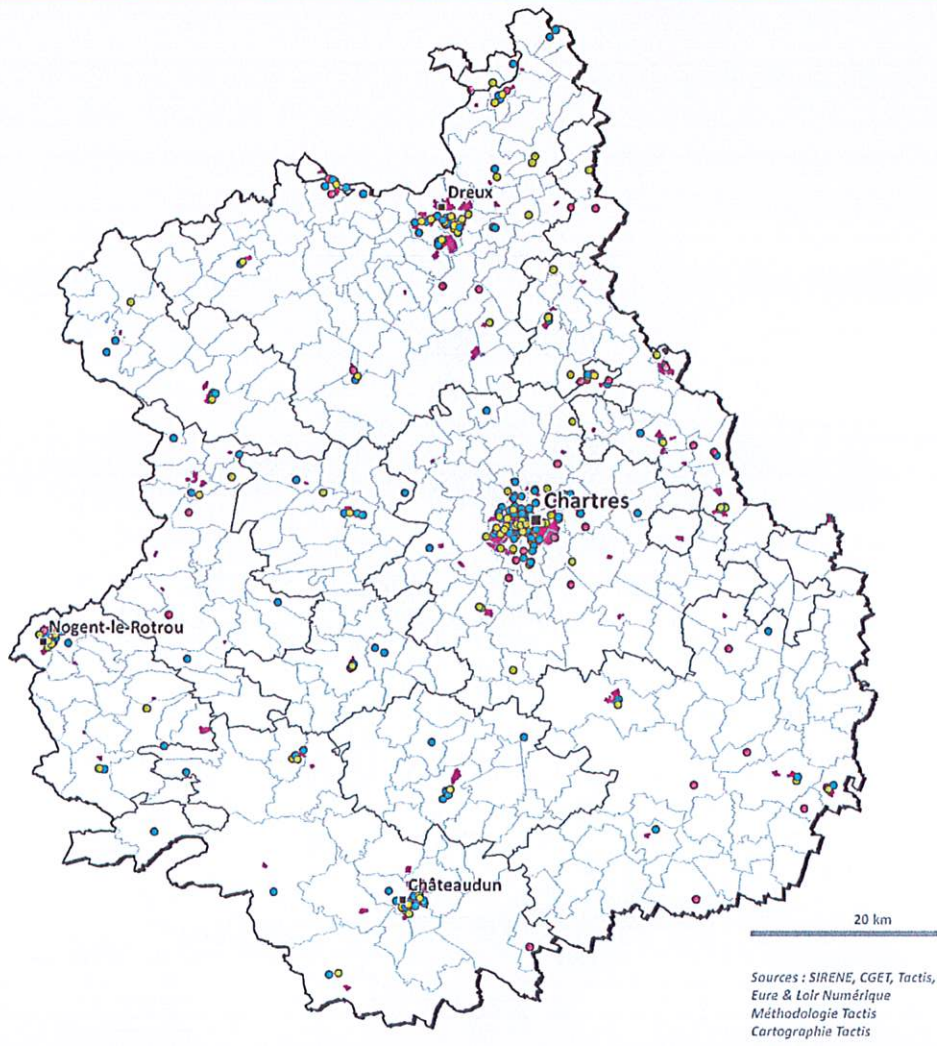 Dreux
Chartres
Nogent-le-Rotrou
Châteaudun
20 km
Sources : SIRENE, CGET, Tactis,
Eure & Loir Numérique
Méthodologie Tactis
Cartographie Tactis